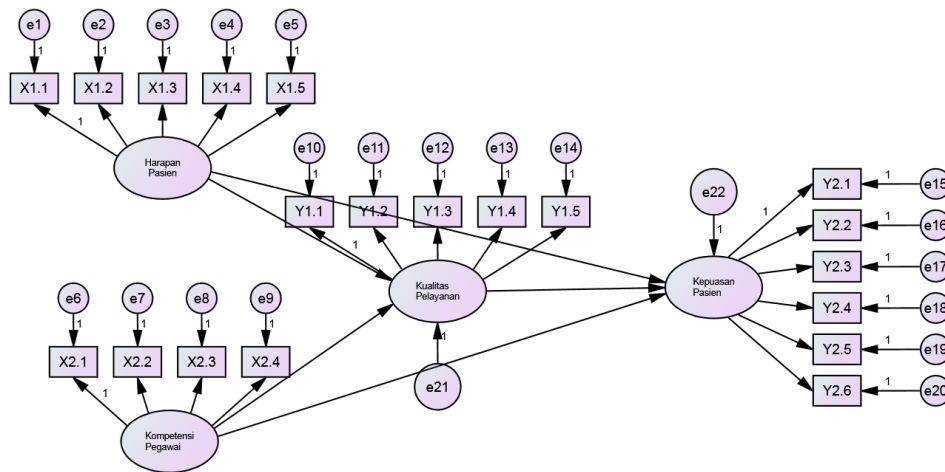 e1 e2 e3 e4 e5
1 1 1 1 1
X1.1 X1.2 X1.3 X1.4 X1.5
1
Harapan
Pasien
e10 e11 e12 e13 e14
1 1 1 1 1
Y1.1 Y1.2 Y1.3 Y1.4 Y1.5
1
Kualitas
Pelayanan
1
e21
e6 e7 e8 e9
1 1 1 1
X2.1 X2.2 X2.3 X2.4
1
Kompetensi
Pegawai
e22
1
Kepuasan
Pasien
1
Y2.1 1 e15
Y2.2 1 e16
Y2.3 1 e17
Y2.4 1 e18
Y2.5 1 e19
Y2.6 1 e20